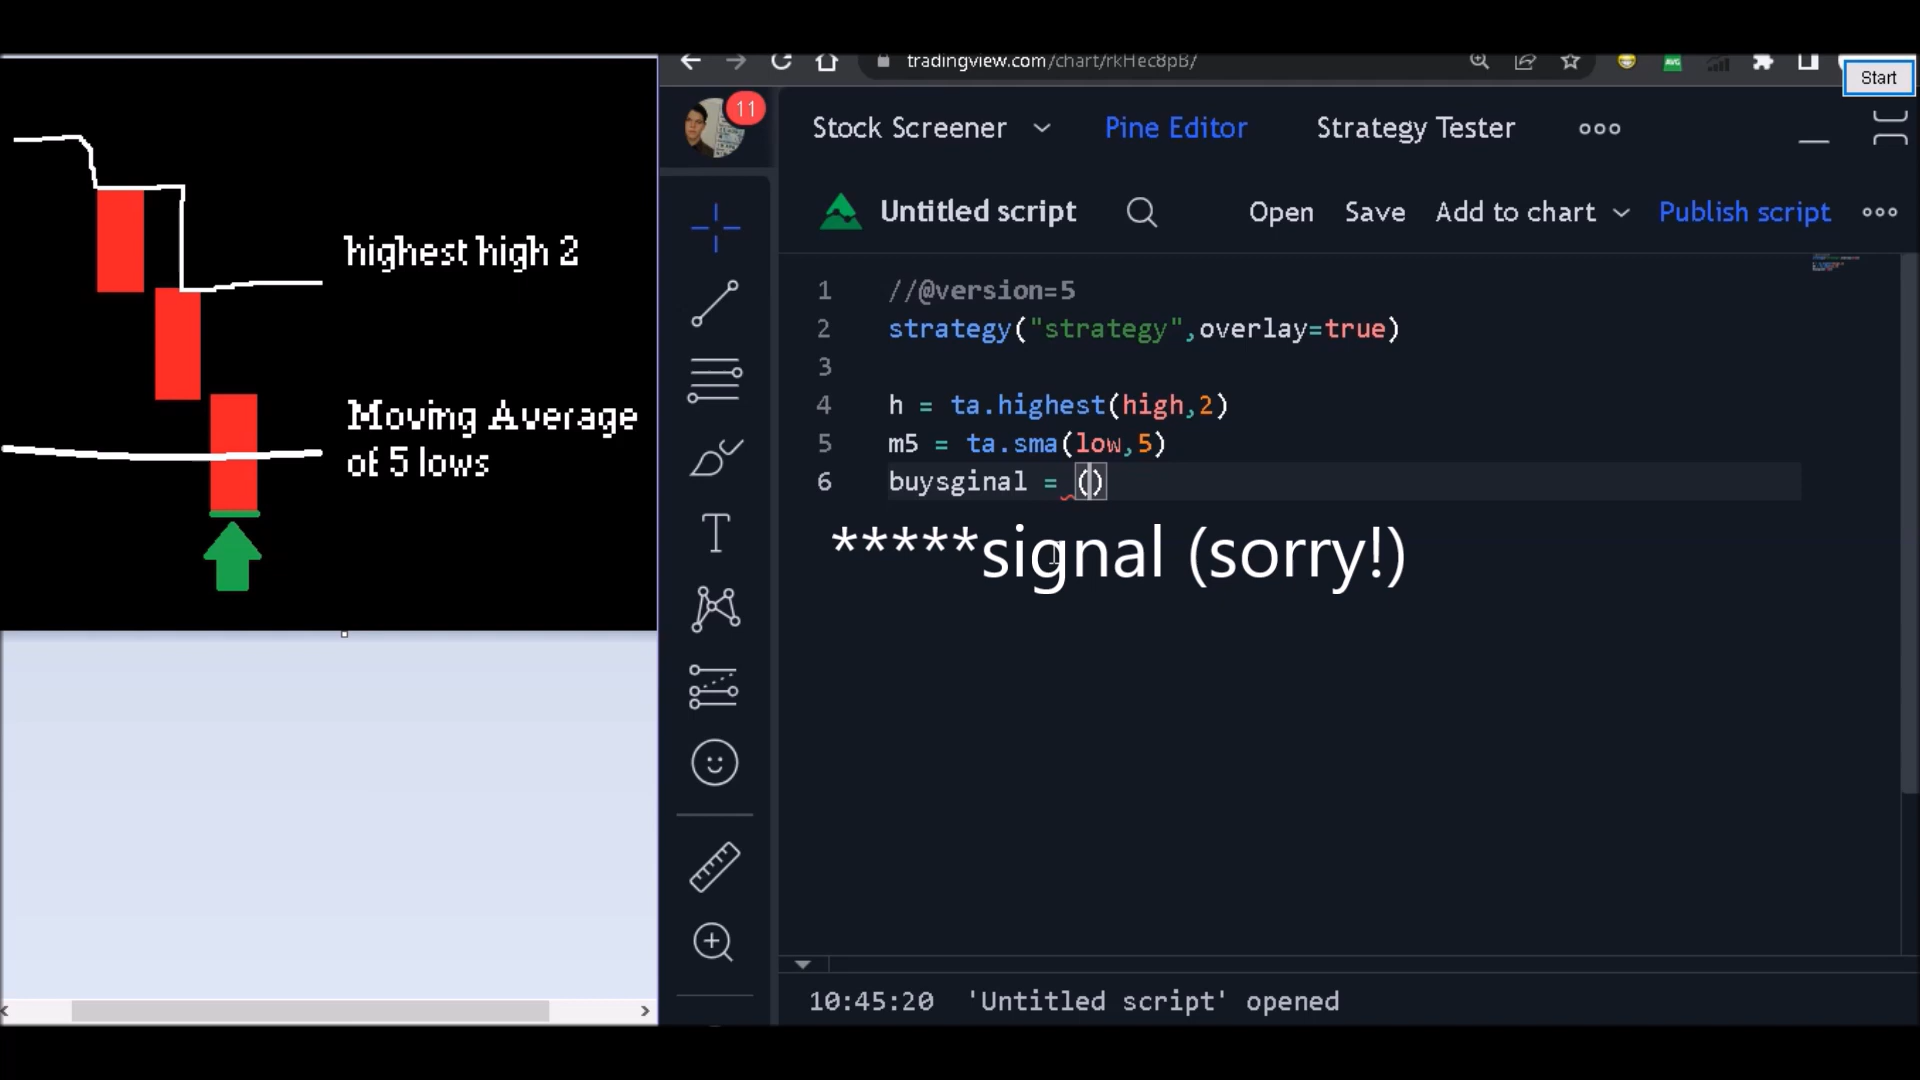 tradingview.com/chart/rkHec8pB/
Start
11
Stock Screener Pine Editor Strategy Tester
Untitled script Open Save Add to chart Publish script
highest high 2
Moving Average
of 5 lows
1 //@version=5
2 strategy("strategy",overlay=true)
3
4 h = ta.highest(high,2)
5 m5 = ta.sma(low,5)
6 buysginal = ()
*****signal (sorry!)
10:45:20 'Untitled script' opened